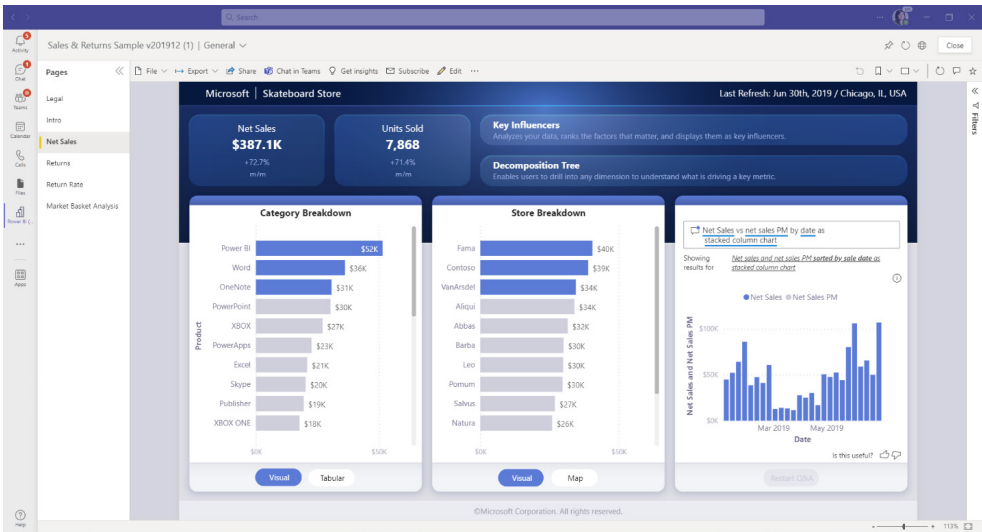 Search
Activity
Chat
Teams
Calendar
Calls
Files
Power BI (...
Apps
Help
Sales & Returns Sample v201912 (1) | General
Close
Pages
Legal
Intro
Net Sales
Returns
Return Rate
Market Basket Analysis
File Export Share Chat in Teams Get insights Subscribe Edit ...
Filters
Microsoft | Skateboard Store
Last Refresh: Jun 30th, 2019 / Chicago, IL, USA
Net Sales
$387.1K
+72.7%
m/m
Units Sold
7,868
+71.4%
m/m
Key Influencers
Analyzes your data, ranks the factors that matter, and displays them as key influencers.
Decomposition Tree
Enables users to drill into any dimension to understand what is driving a key metric.
Category Breakdown
Product
Power BI $52K
Word $36K
OneNote $31K
PowerPoint $30K
XBOX $27K
PowerApps $23K
Excel $21K
Skype $20K
Publisher $19K
XBOX ONE $18K
$0K $50K
Visual Tabular
Store Breakdown
Fama $40K
Contoso $39K
VanArsdel $34K
Aliqui $34K
Abbas $32K
Barba $30K
Leo $30K
Pomum $30K
Salvus $27K
Natura $26K
$0K $50K
Visual Map
Net Sales vs net sales PM by date as
stacked column chart
Showing
results for
Net sales and net sales PM sorted by sale date as
stacked column chart
Net Sales Net Sales PM
Net Sales and Net Sales PM
$100K
$50K
$0K
Mar 2019 May 2019
Date
Is this useful?
Restart Q&A
©Microsoft Corporation. All rights reserved.
- + 113%